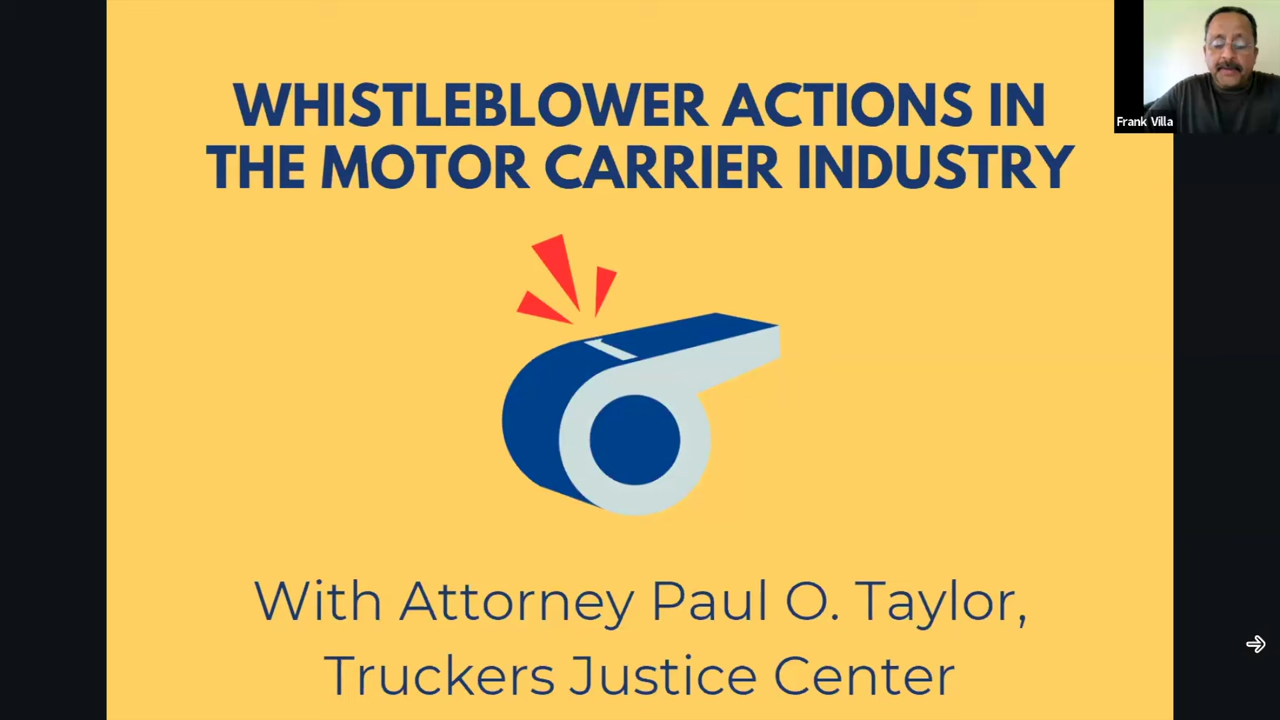 WHISTLEBLOWER ACTIONS IN
THE MOTOR CARRIER INDUSTRY
Frank Villa
With Attorney Paul O. Taylor,
Truckers Justice Center